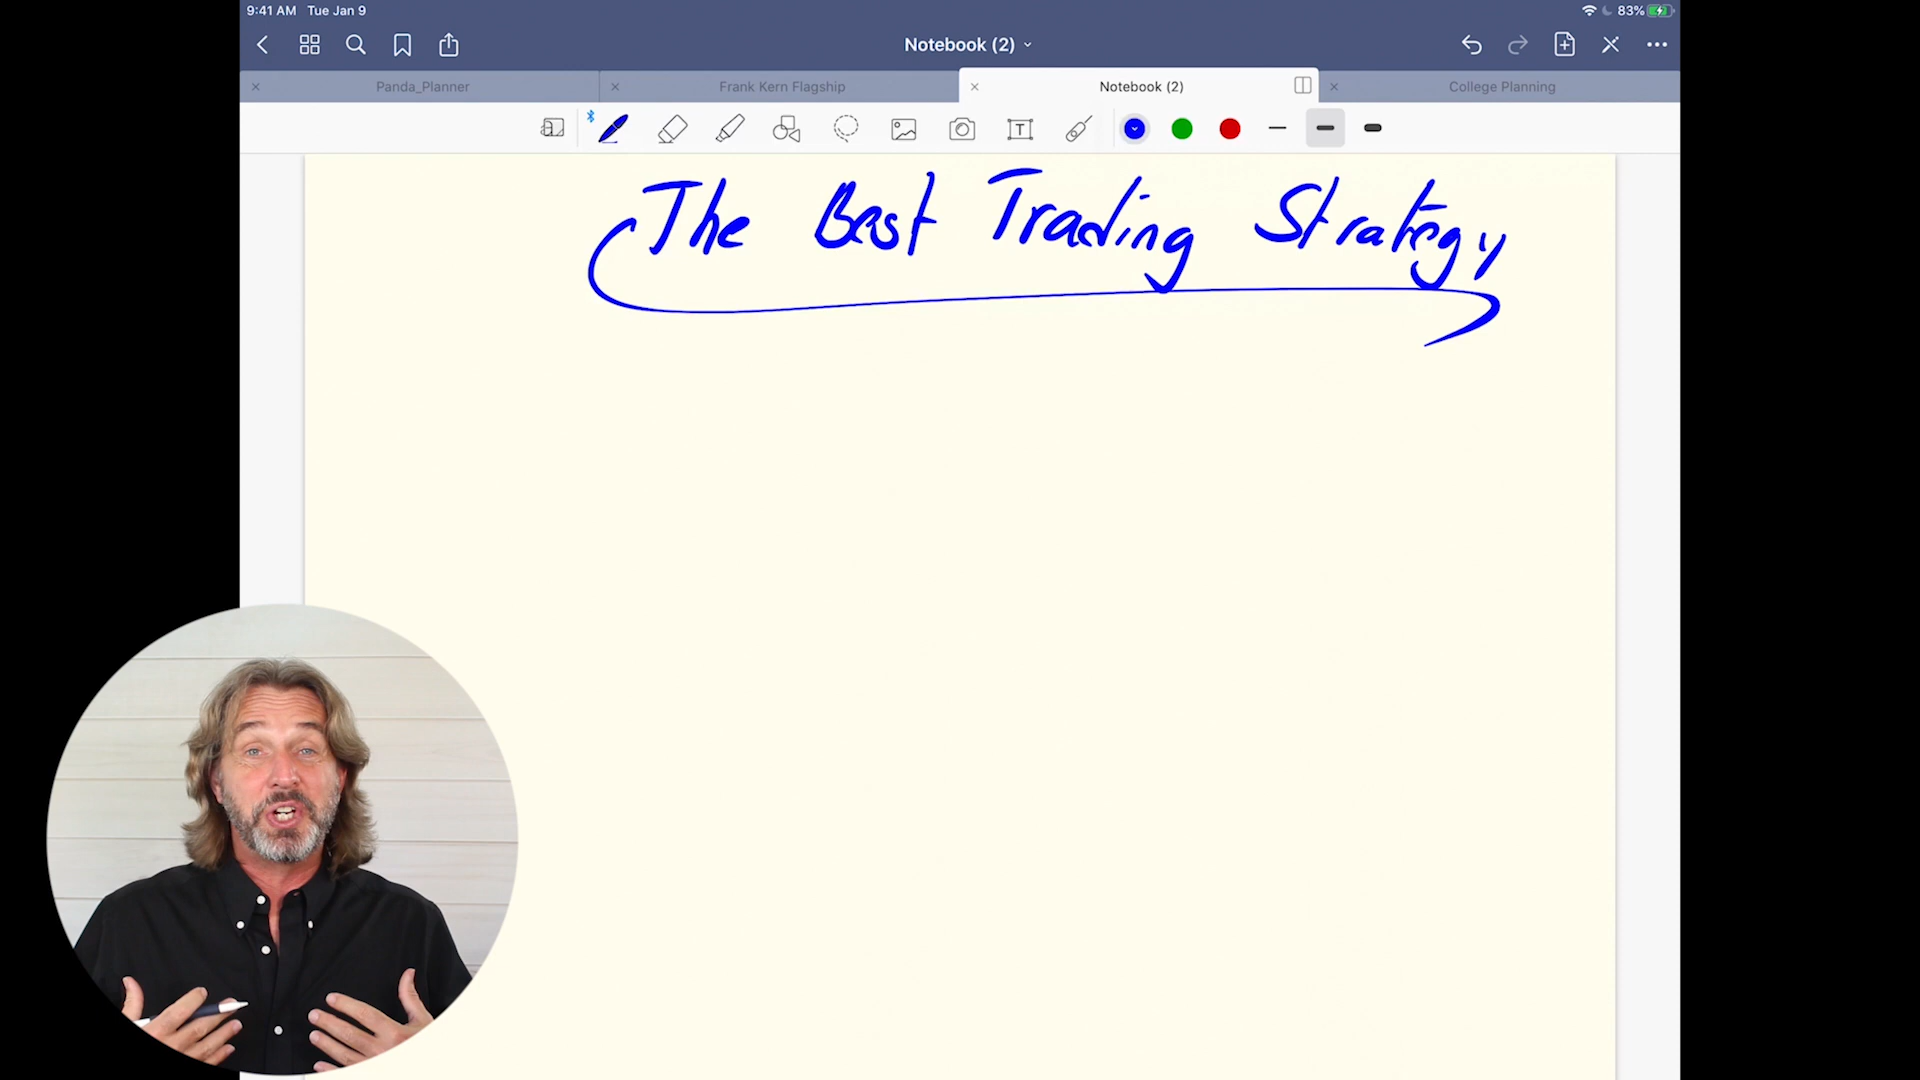 9:41 AM Tue Jan 9 83%
Notebook (2)
Panda_Planner Frank Kern Flagship Notebook (2) College Planning
The Best Trading Strategy